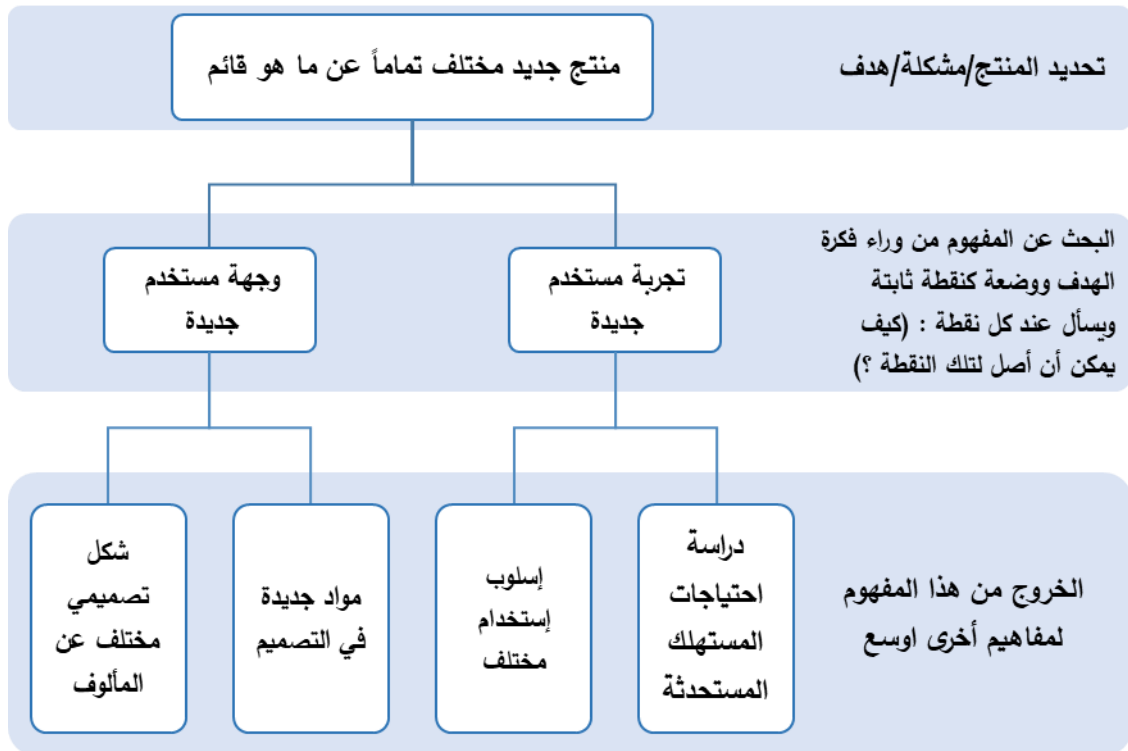 تحديد المنتج/مشكلة/هدف
منتج جديد مختلف تماماً عن ما هو قائم
البحث عن المفهوم من وراء فكرة
الهدف ووضعة كنقطة ثابتة
ويسأل عند كل نقطة : (كيف
يمكن أن أصل لتلك النقطة ؟)
تجربة مستخدم
جديدة
وجهة مستخدم
جديدة
الخروج من هذا المفهوم
لمفاهيم أخرى اوسع
دراسة
احتياجات
المستهلك
المستحدثة
إسلوب
إستخدام
مختلف
مواد جديدة
في التصميم
شكل
تصميمي
مختلف عن
المألوف